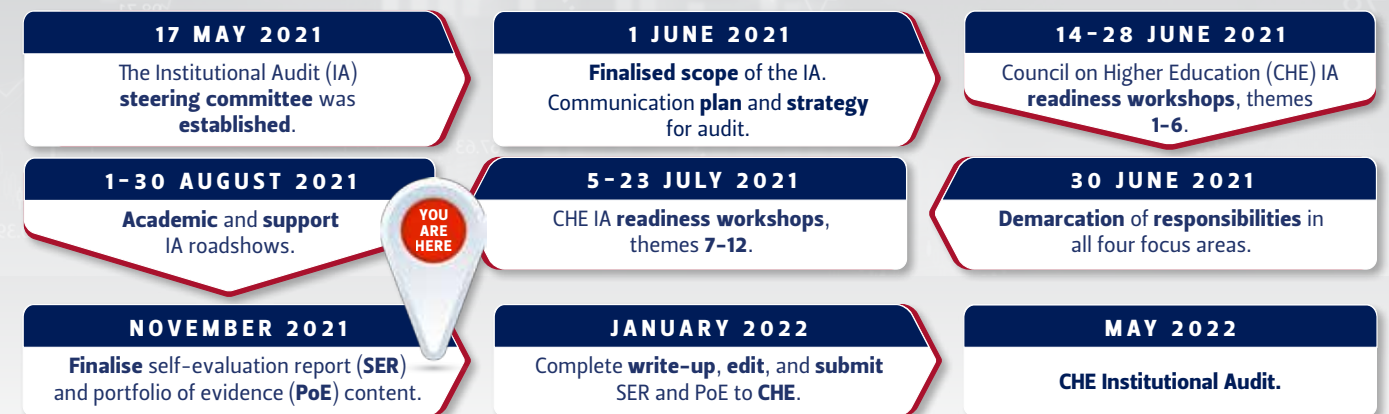 17 MAY 2021
The Institutional Audit (IA)
steering committee was
established.
1 JUNE 2021
Finalised scope of the IA.
Communication plan and strategy
for audit.
14-28 JUNE 2021
Council on Higher Education (CHE) IA
readiness workshops, themes
1-6.
30 JUNE 2021
Demarcation of responsibilities in
all four focus areas.
5-23 JULY 2021
CHE IA readiness workshops,
themes 7-12.
1-30 AUGUST 2021
Academic and support
IA roadshows.
YOU
ARE
HERE
NOVEMBER 2021
Finalise self-evaluation report (SER)
and portfolio of evidence (PoE) content.
JANUARY 2022
Complete write-up, edit, and submit
SER and PoE to CHE.
MAY 2022
CHE Institutional Audit.